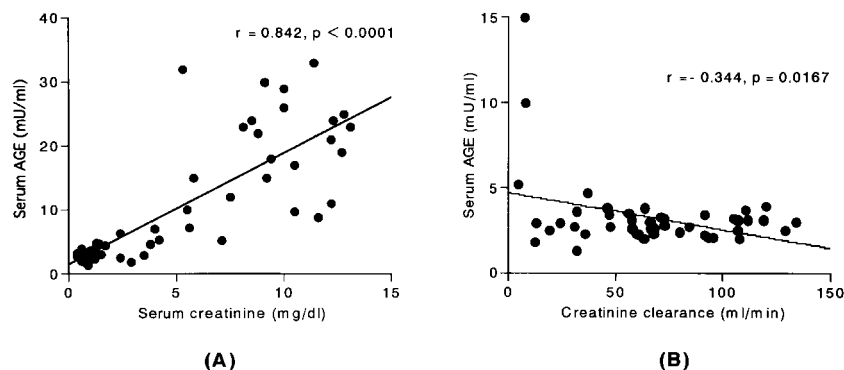 r = 0.842, p < 0.0001
40
30
20
10
0
Serum AGE (mU/ml)
0
5
10
15
Serum creatinine (mg/dl)
(A)
r =- 0.344, p = 0.0167
15
10
5
0
Serum AGE (mU/ml)
0
50
100
150
Creatinine clearance (ml/min)
(B)